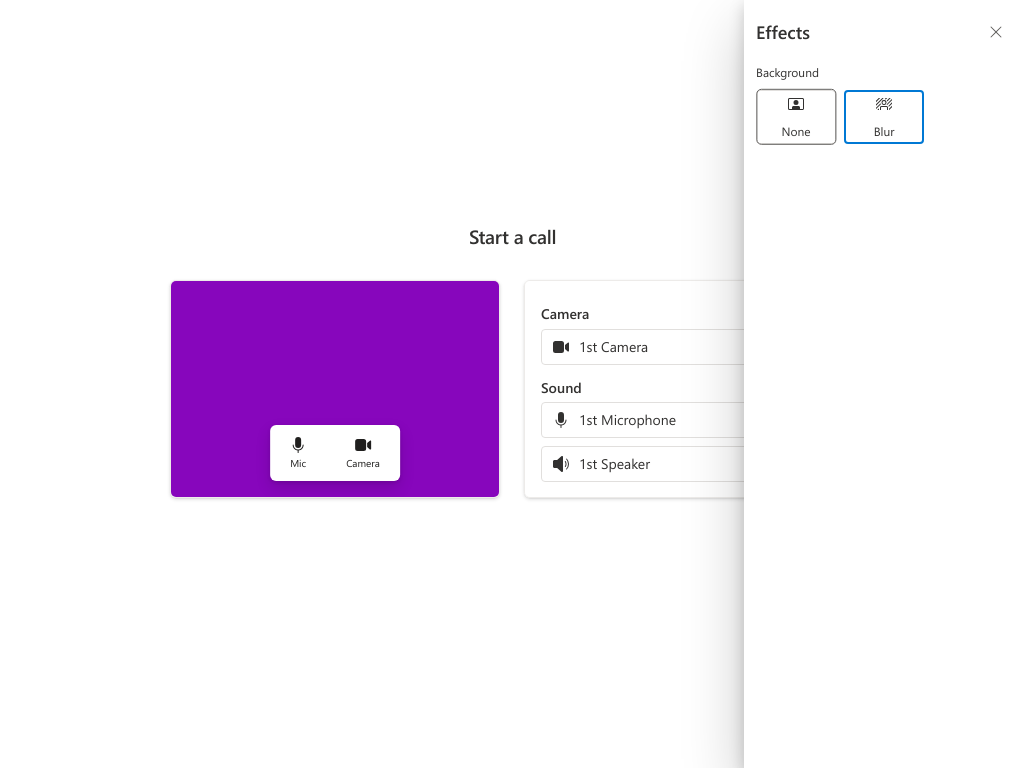 Effects
Background
None
Blur
Start a call
Mic
Camera
Camera
1st Camera
Sound
1st Microphone
1st Speaker